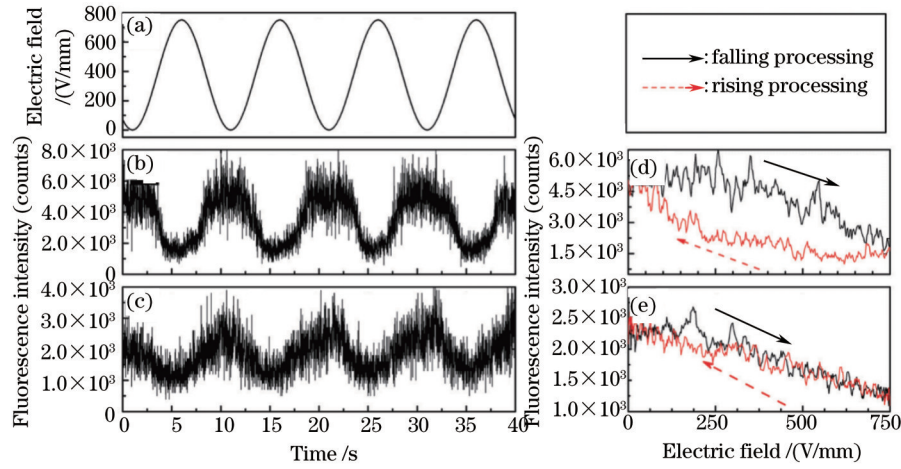 (a)
Electric field
/(V/mm)
800
600
400
200
0
: falling processing
: rising processing
Fluorescence intensity (counts)
(b)
8.0 × 10³
6.0 × 10³
4.0 × 10³
2.0 × 10³
0
(c)
4.0 × 10³
3.0 × 10³
2.0 × 10³
1.0 × 10³
0
0 5 10 15 20 25 30 35 40
Time /s
Fluorescence intensity (counts)
(d)
6.0 × 10³
4.5 × 10³
3.0 × 10³
1.5 × 10³
(e)
3.0 × 10³
2.5 × 10³
2.0 × 10³
1.5 × 10³
1.0 × 10³
0 250 500 750
Electric field /(V/mm)